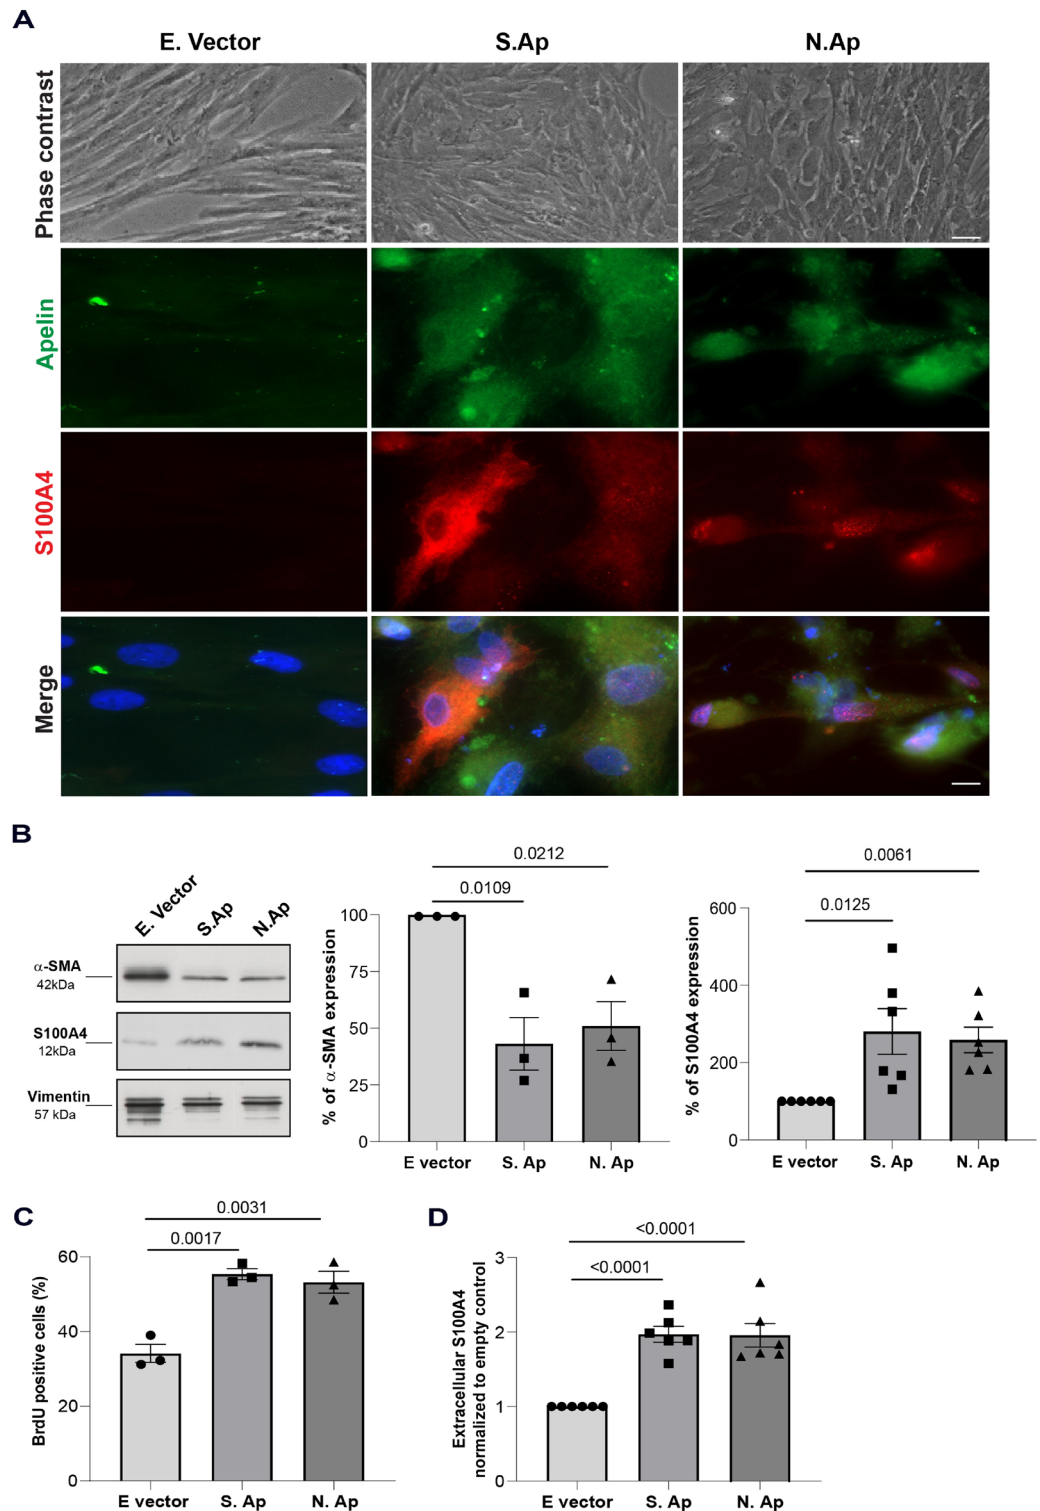 A
E. Vector
S.Ap
N.Ap
Phase contrast
Apelin
S100A4
Merge
B
E. Vector
S.Ap
N.Ap
α-SMA
42kDa
S100A4
12kDa
Vimentin
57 kDa
0.0212
0.0109
% of α-SMA expression
100
75
50
25
0
E vector
S. Ap
N. Ap
0.0061
0.0125
% of S100A4 expression
600
400
200
0
E vector
S. Ap
N. Ap
C
0.0031
0.0017
BrdU positive cells (%)
60
40
20
0
E vector
S. Ap
N. Ap
D
<0.0001
<0.0001
Extracellular S100A4
normalized to empty control
3
2
1
0
E vector
S. Ap
N. Ap